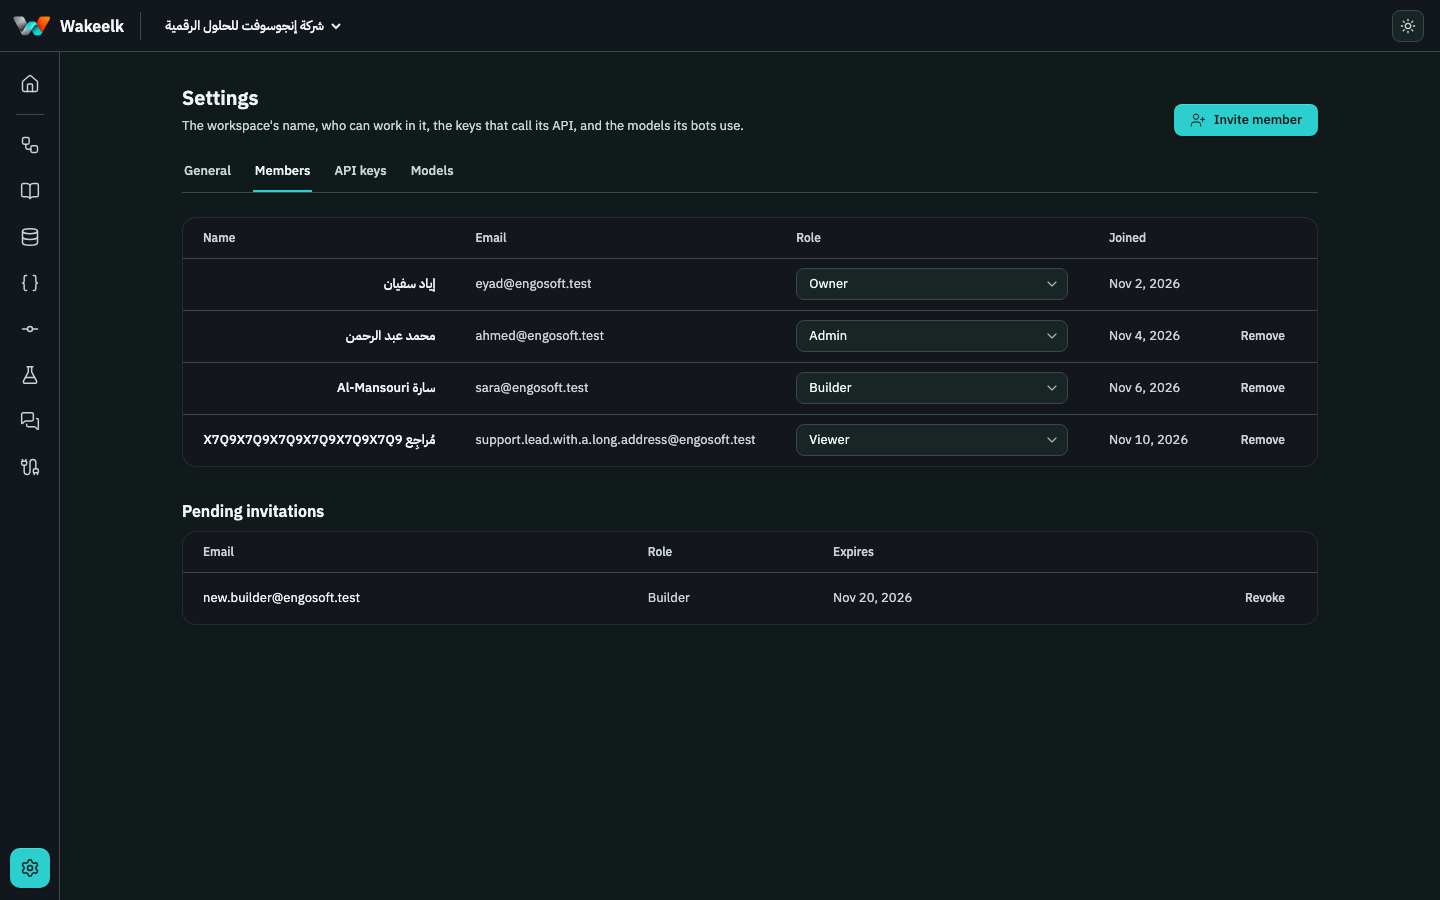 Wakeelk
شركة إنجوسوفت للحلول الرقمية
Settings
The workspace's name, who can work in it, the keys that call its API, and the models its bots use.
Invite member
General Members API keys Models
Name Email Role Joined
إياد سفيان eyad@engosoft.test Owner Nov 2, 2026
محمد عبد الرحمن ahmed@engosoft.test Admin Nov 4, 2026 Remove
سارة Al-Mansouri sara@engosoft.test Builder Nov 6, 2026 Remove
مُراجِع X7Q9X7Q9X7Q9X7Q9X7Q9X7Q9 support.lead.with.a.long.address@engosoft.test Viewer Nov 10, 2026 Remove
Pending invitations
Email Role Expires
new.builder@engosoft.test Builder Nov 20, 2026 Revoke